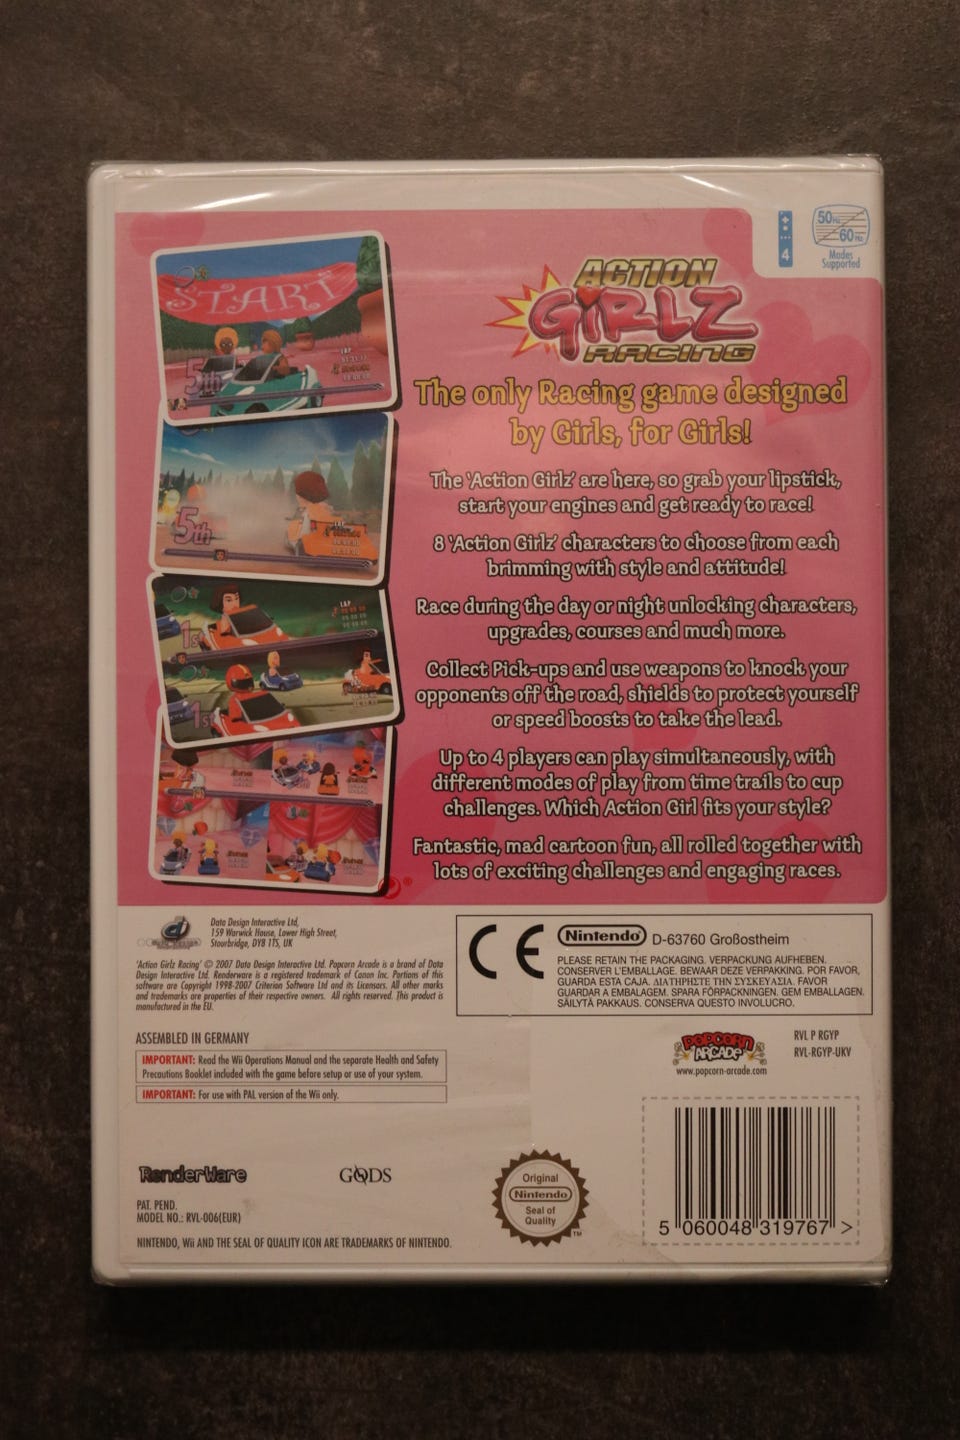 4
50Hz
60Hz
Modes
Supported
START
5th
LAP
ACTION
GIRLZ
RACING
The only Racing game designed
by Girls, for Girls!
The 'Action Girlz' are here, so grab your lipstick,
start your engines and get ready to race!
5th
8 'Action Girlz' characters to choose from each
brimming with style and attitude!
Race during the day or night unlocking characters,
upgrades, courses and much more.
LAP
1st
1st
Collect Pick-ups and use weapons to knock your
opponents off the road, shields to protect yourself
or speed boosts to take the lead.
Up to 4 players can play simultaneously, with
different modes of play from time trails to cup
challenges. Which Action Girl fits your style?
Fantastic, mad cartoon fun, all rolled together with
lots of exciting challenges and engaging races.
Data Design Interactive Ltd,
159 Warwick House, Lower High Street,
Stourbridge, DY8 1TS, UK
'Action Girlz Racing' © 2007 Data Design Interactive Ltd. Popcorn Arcade is a brand of Data
Design Interactive Ltd. Renderware is a registered trademark of Canon Inc. Portions of this
software are Copyright 1998-2007 Criterion Software Ltd and its Licensors. All other marks
and trademarks are properties of their respective owners. All rights reserved. This product is
manufactured in the EU.
CE
Nintendo® D-63760 Großostheim
PLEASE RETAIN THE PACKAGING. VERPACKUNG AUFHEBEN.
CONSERVER L'EMBALLAGE. BEWAAR DEZE VERPAKKING. POR FAVOR,
GUARDA ESTA CAJA. ΔΙΑΤΗΡΗΣΤΕ ΤΗΝ ΣΥΣΚΕΥΑΣΙΑ. FAVOR
GUARDAR A EMBALAGEM. SPARA FÖRPACKNINGEN. GEM EMBALLAGEN.
SÄILYTÄ PAKKAUS. CONSERVA QUESTO INVOLUCRO.
ASSEMBLED IN GERMANY
IMPORTANT: Read the Wii Operations Manual and the separate Health and Safety
Precautions Booklet included with the game before setup or use of your system.
IMPORTANT: For use with PAL version of the Wii only.
POPCORN
ARCADE
www.popcorn-arcade.com
RVL P RGYP
RVL-RGYP-UKV
RenderWare
GODS
PAT. PEND.
MODEL NO.: RVL-006(EUR)
NINTENDO, Wii AND THE SEAL OF QUALITY ICON ARE TRADEMARKS OF NINTENDO.
Original
Nintendo
Seal of
Quality
TM
5 060048 319767 >